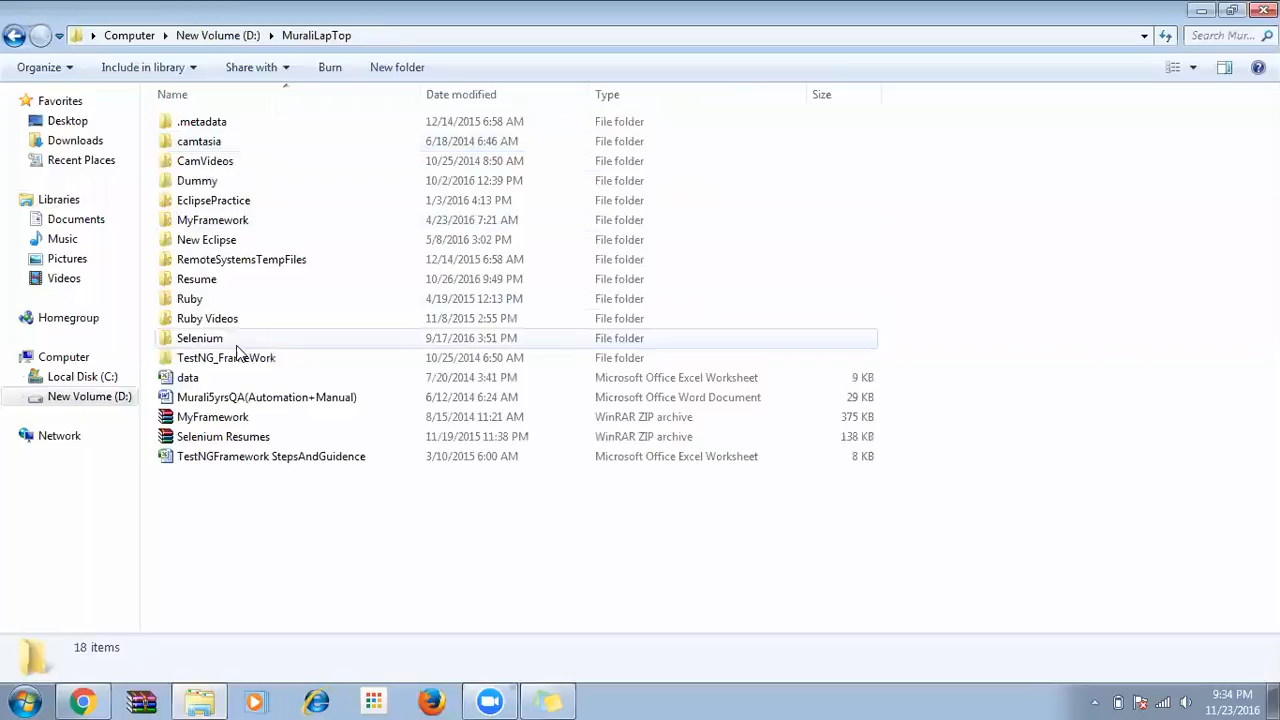 Computer New Volume (D:) MuraliLapTop Search Mur...
Organize Include in library Share with Burn New folder
Name Date modified Type Size
Favorites
Desktop
Downloads
Recent Places
Libraries
Documents
Music
Pictures
Videos
Homegroup
Computer
Local Disk (C:)
New Volume (D:)
Network
.metadata 12/14/2015 6:58 AM File folder
camtasia 6/18/2014 6:46 AM File folder
CamVideos 10/25/2014 8:50 AM File folder
Dummy 10/2/2016 12:39 PM File folder
EclipsePractice 1/3/2016 4:13 PM File folder
MyFramework 4/23/2016 7:21 AM File folder
New Eclipse 5/8/2016 3:02 PM File folder
RemoteSystemsTempFiles 12/14/2015 6:58 AM File folder
Resume 10/26/2016 9:49 PM File folder
Ruby 4/19/2015 12:13 PM File folder
Ruby Videos 11/8/2015 2:55 PM File folder
Selenium 9/17/2016 3:51 PM File folder
TestNG_FrameWork 10/25/2014 6:50 AM File folder
data 7/20/2014 3:41 PM Microsoft Office Excel Worksheet 9 KB
Murali5yrsQA(Automation+Manual) 6/12/2014 6:24 AM Microsoft Office Word Document 29 KB
MyFramework 8/15/2014 11:21 AM WinRAR ZIP archive 375 KB
Selenium Resumes 11/19/2015 11:38 PM WinRAR ZIP archive 138 KB
TestNGFramework StepsAndGuidence 3/10/2015 6:00 AM Microsoft Office Excel Worksheet 8 KB
18 items
9:34 PM
11/23/2016